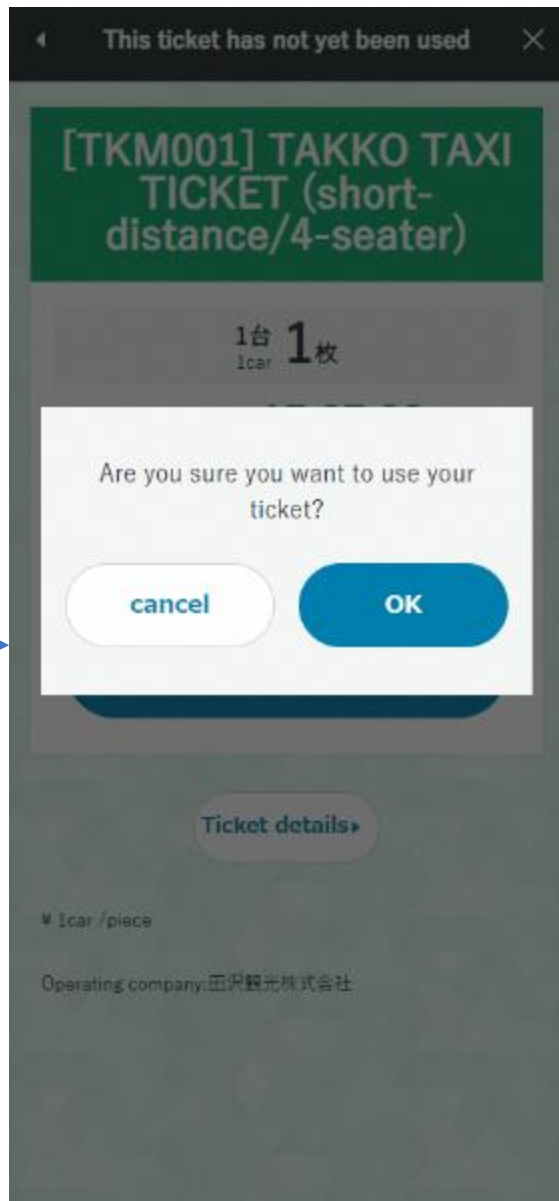 This ticket has not yet been used
[TKM001] TAKKO TAXI
TICKET (short-
distance/4-seater)
1台 1枚
1car
Are you sure you want to use your
ticket?
cancel OK
Ticket details
¥ 1car /piece
Operating company:田沢観光株式会社